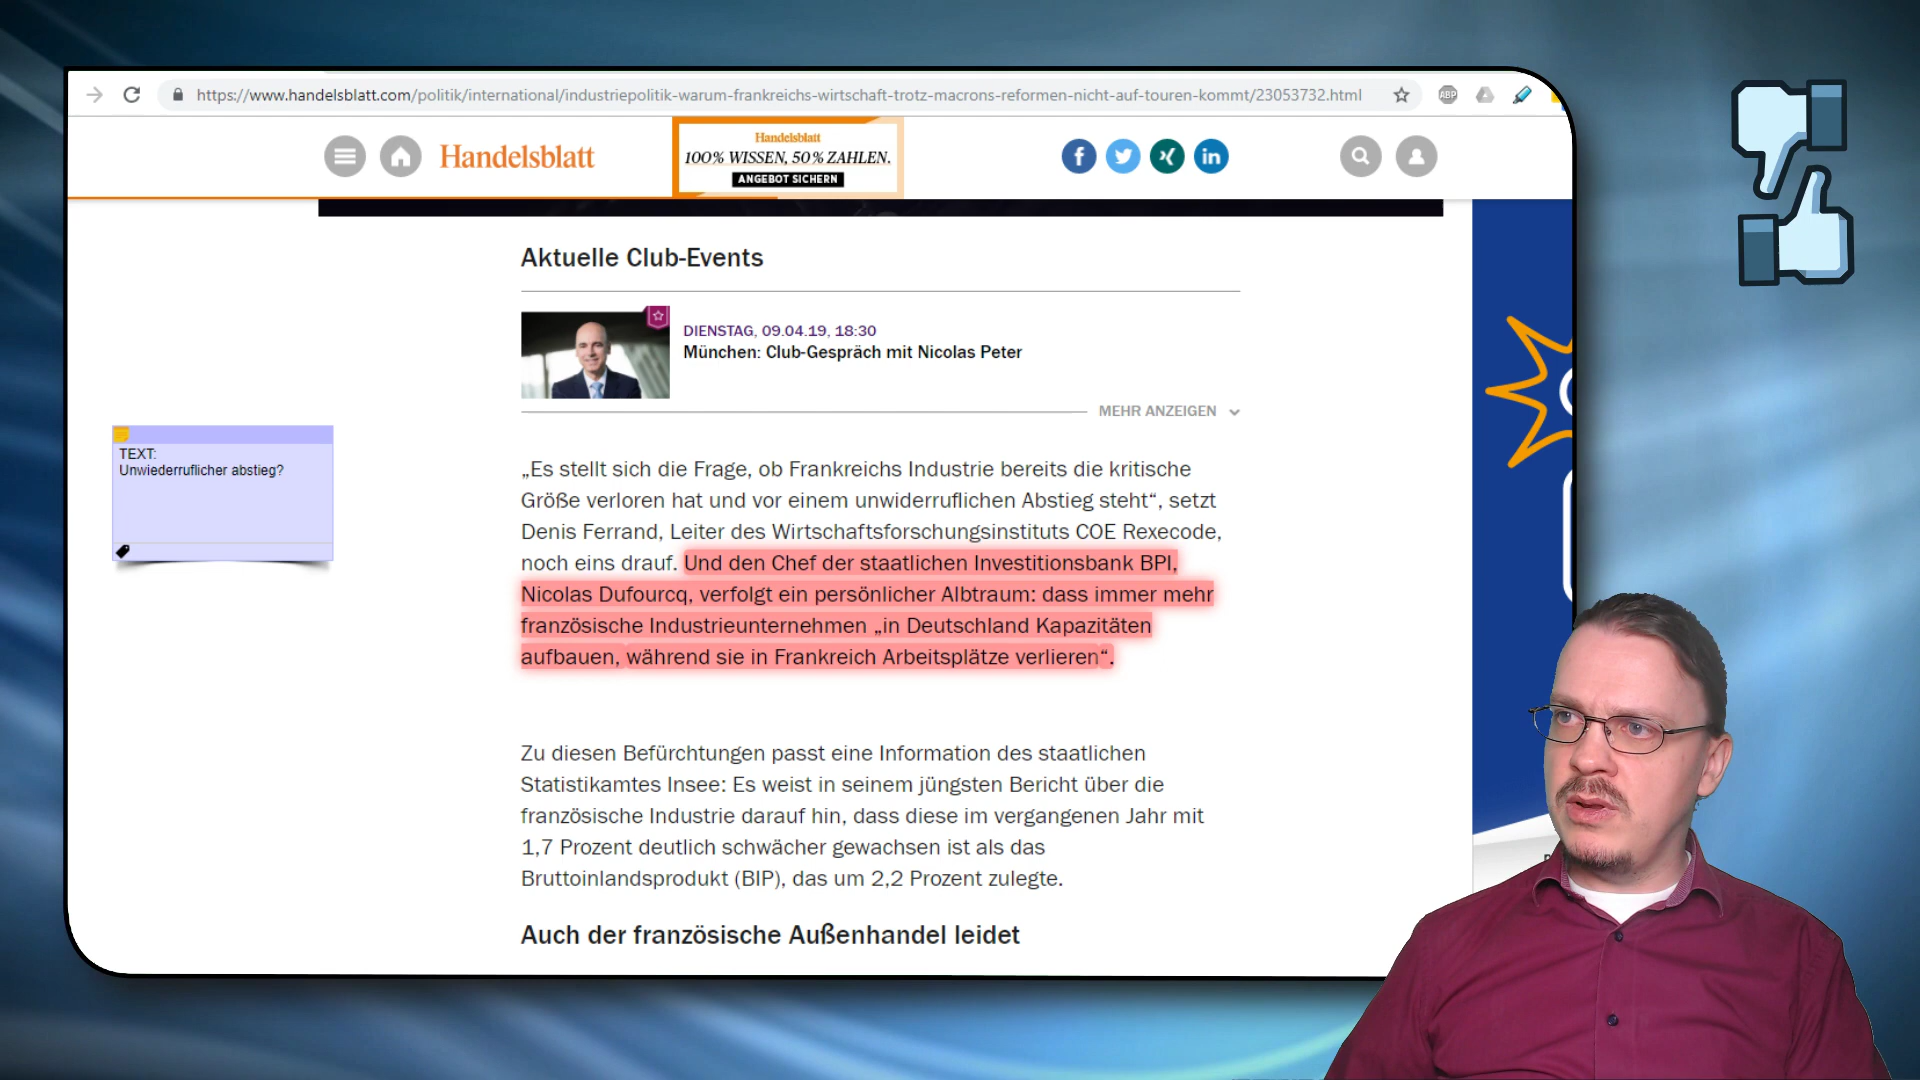 https://www.handelsblatt.com/politik/international/industriepolitik-warum-frankreichs-wirtschaft-trotz-macrons-reformen-nicht-auf-touren-kommt/23053732.html
ABP
Handelsblatt
Handelsblatt
100% WISSEN, 50% ZAHLEN.
ANGEBOT SICHERN
Aktuelle Club-Events
DIENSTAG, 09.04.19, 18:30
München: Club-Gespräch mit Nicolas Peter
MEHR ANZEIGEN
TEXT:
Unwiederruflicher abstieg?
„Es stellt sich die Frage, ob Frankreichs Industrie bereits die kritische
Größe verloren hat und vor einem unwiderruflichen Abstieg steht“, setzt
Denis Ferrand, Leiter des Wirtschaftsforschungsinstituts COE Rexecode,
noch eins drauf. Und den Chef der staatlichen Investitionsbank BPI,
Nicolas Dufourcq, verfolgt ein persönlicher Albtraum: dass immer mehr
französische Industrieunternehmen „in Deutschland Kapazitäten
aufbauen, während sie in Frankreich Arbeitsplätze verlieren“.
Zu diesen Befürchtungen passt eine Information des staatlichen
Statistikamtes Insee: Es weist in seinem jüngsten Bericht über die
französische Industrie darauf hin, dass diese im vergangenen Jahr mit
1,7 Prozent deutlich schwächer gewachsen ist als das
Bruttoinlandsprodukt (BIP), das um 2,2 Prozent zulegte.
Auch der französische Außenhandel leidet